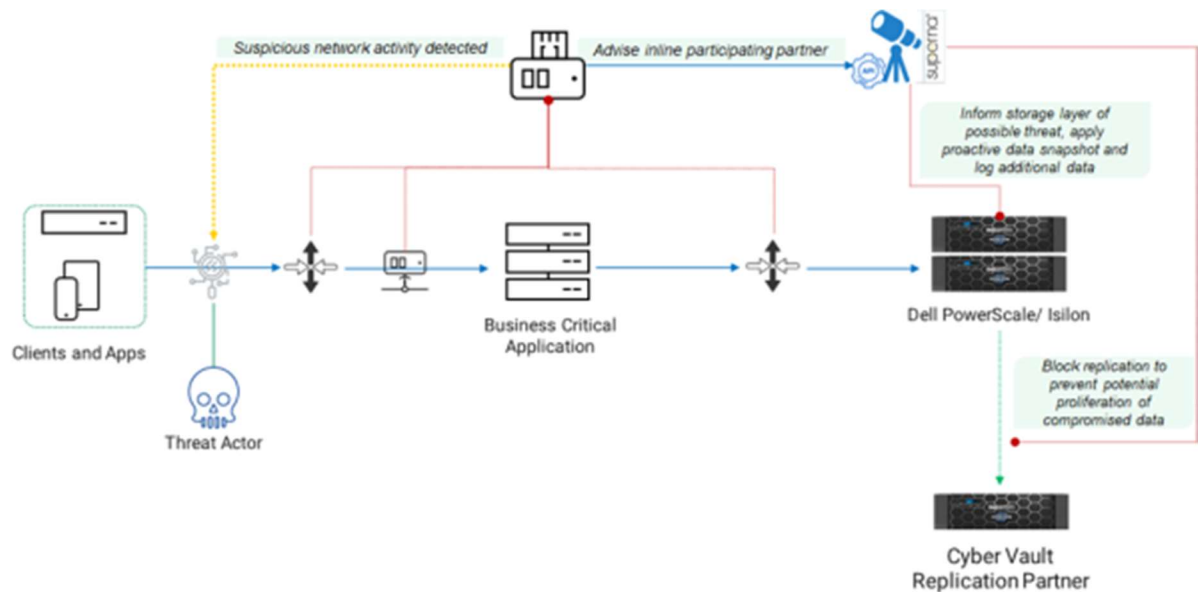 Suspicious network activity detected
Advise inline participating partner
API
superna
Inform storage layer of
possible threat, apply
proactive data snapshot and
log additional data
Clients and Apps
Threat Actor
Business Critical
Application
Dell PowerScale/ Isilon
Block replication to
prevent potential
proliferation of
compromised data
Cyber Vault
Replication Partner